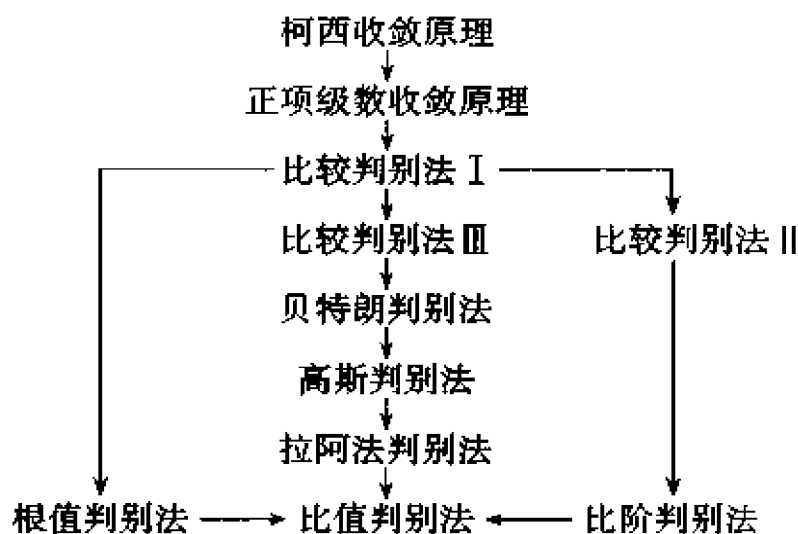 柯西收敛原理
正项级数收敛原理
比较判别法 Ⅰ
比较判别法 Ⅲ
比较判别法 Ⅱ
贝特朗判别法
高斯判别法
拉阿法判别法
根值判别法
比值判别法
比阶判别法